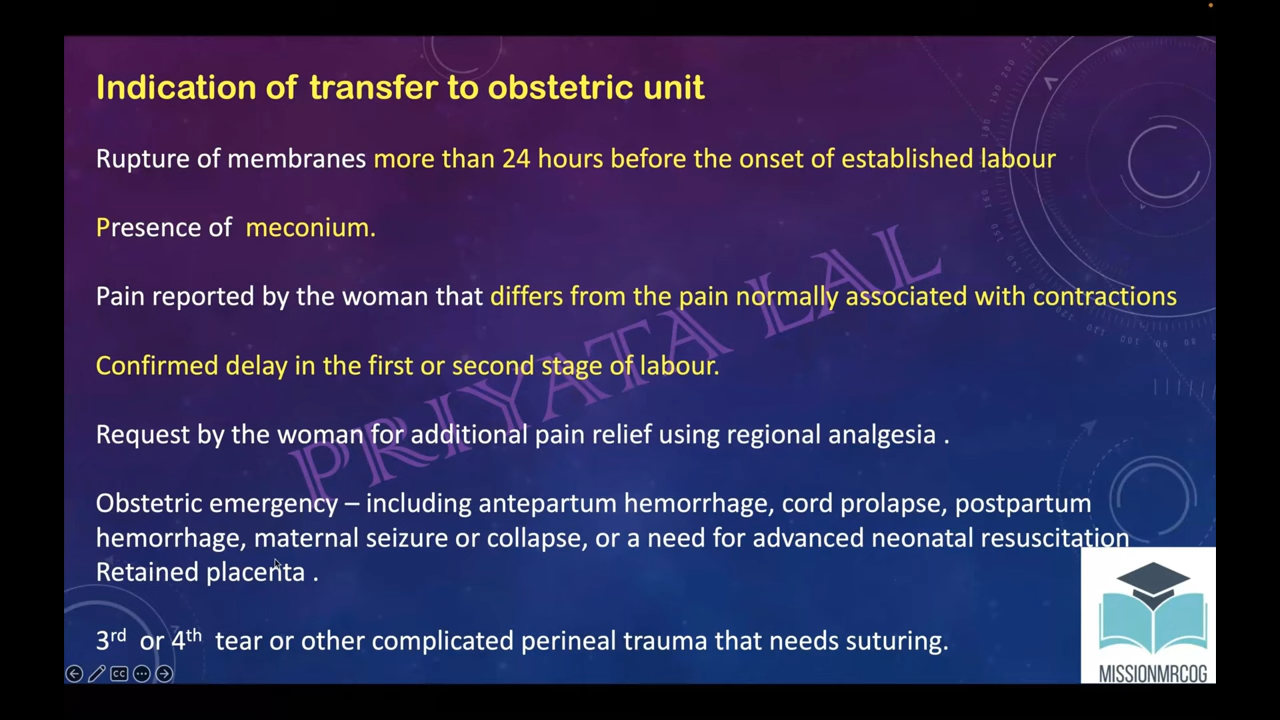 Indication of transfer to obstetric unit
Rupture of membranes more than 24 hours before the onset of established labour
Presence of meconium.
Pain reported by the woman that differs from the pain normally associated with contractions
Confirmed delay in the first or second stage of labour.
Request by the woman for additional pain relief using regional analgesia .
Obstetric emergency – including antepartum hemorrhage, cord prolapse, postpartum
hemorrhage, maternal seizure or collapse, or a need for advanced neonatal resuscitation
Retained placenta .
3rd or 4th tear or other complicated perineal trauma that needs suturing.
PRIYATA LAL
CC
MISSIONMRCOG